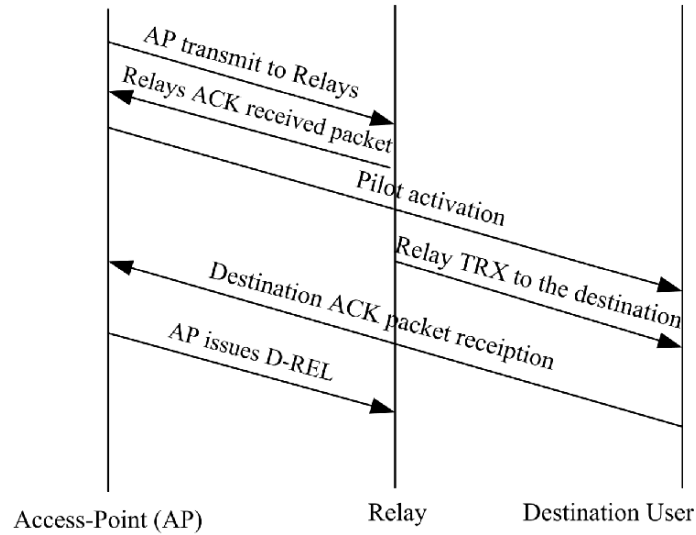 AP transmit to Relays
Relays ACK received packet
Pilot activation
Relay TRX to the destination
Destination ACK packet receiption
AP issues D-REL
Access-Point (AP)
Relay
Destination User